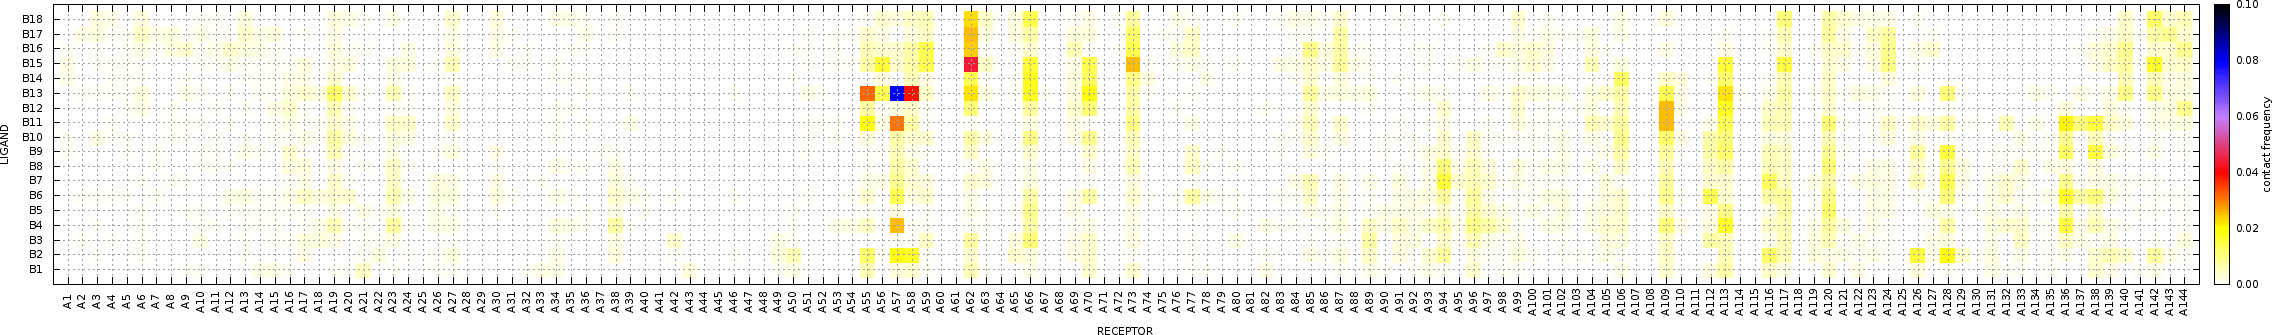 LIGAND
B18
B17
B16
B15
B14
B13
B12
B11
B10
B9
B8
B7
B6
B5
B4
B3
B2
B1
A1 A2 A3 A4 A5 A6 A7 A8 A9 A10 A11 A12 A13 A14 A15 A16 A17 A18 A19 A20 A21 A22 A23 A24 A25 A26 A27 A28 A29 A30 A31 A32 A33 A34 A35 A36 A37 A38 A39 A40 A41 A42 A43 A44 A45 A46 A47 A48 A49 A50 A51 A52 A53 A54 A55 A56 A57 A58 A59 A60 A61 A62 A63 A64 A65 A66 A67 A68 A69 A70 A71 A72 A73 A74 A75 A76 A77 A78 A79 A80 A81 A82 A83 A84 A85 A86 A87 A88 A89 A90 A91 A92 A93 A94 A95 A96 A97 A98 A99 A100 A101 A102 A103 A104 A105 A106 A107 A108 A109 A110 A111 A112 A113 A114 A115 A116 A117 A118 A119 A120 A121 A122 A123 A124 A125 A126 A127 A128 A129 A130 A131 A132 A133 A134 A135 A136 A137 A138 A139 A140 A141 A142 A143 A144
RECEPTOR
0.10
0.08
0.06
0.04
0.02
0.00
contact frequency